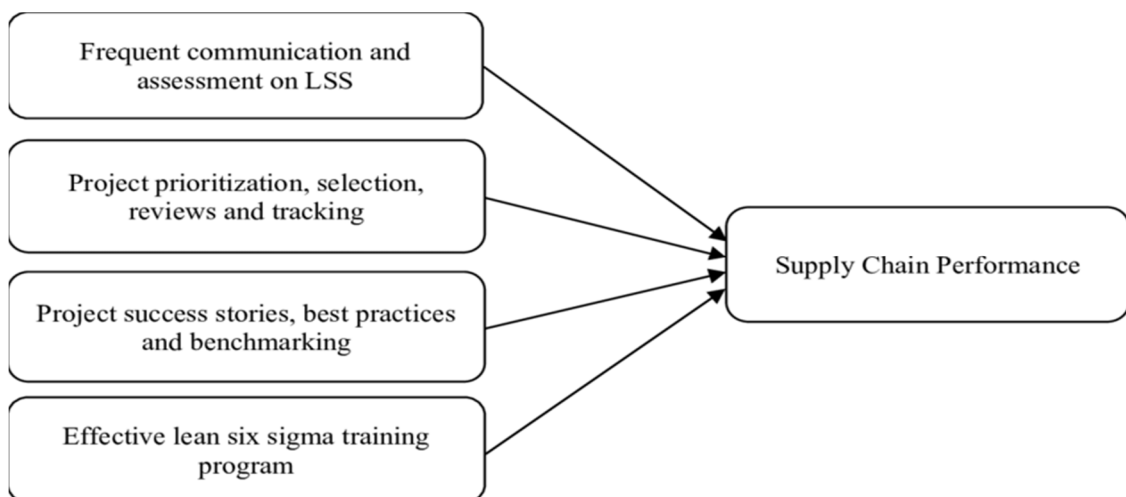 Frequent communication and
assessment on LSS
Project prioritization, selection,
reviews and tracking
Supply Chain Performance
Project success stories, best practices
and benchmarking
Effective lean six sigma training
program